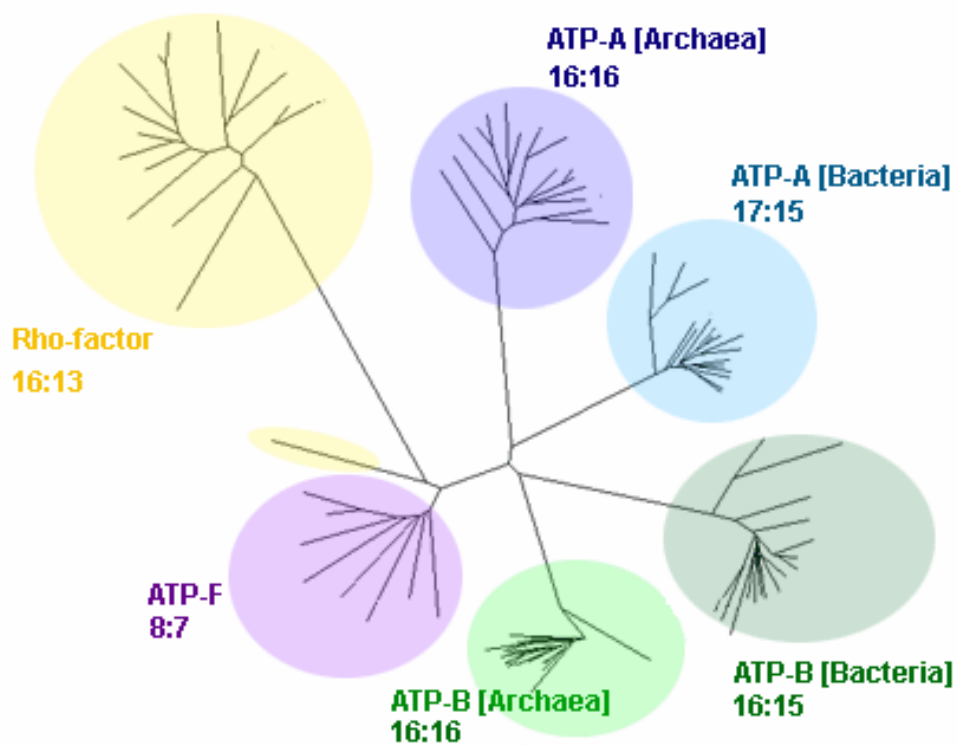 ATP-A [Archaea]
16:16
ATP-A [Bacteria]
17:15
Rho-factor
16:13
ATP-F
8:7
ATP-B [Archaea]
16:16
ATP-B [Bacteria]
16:15